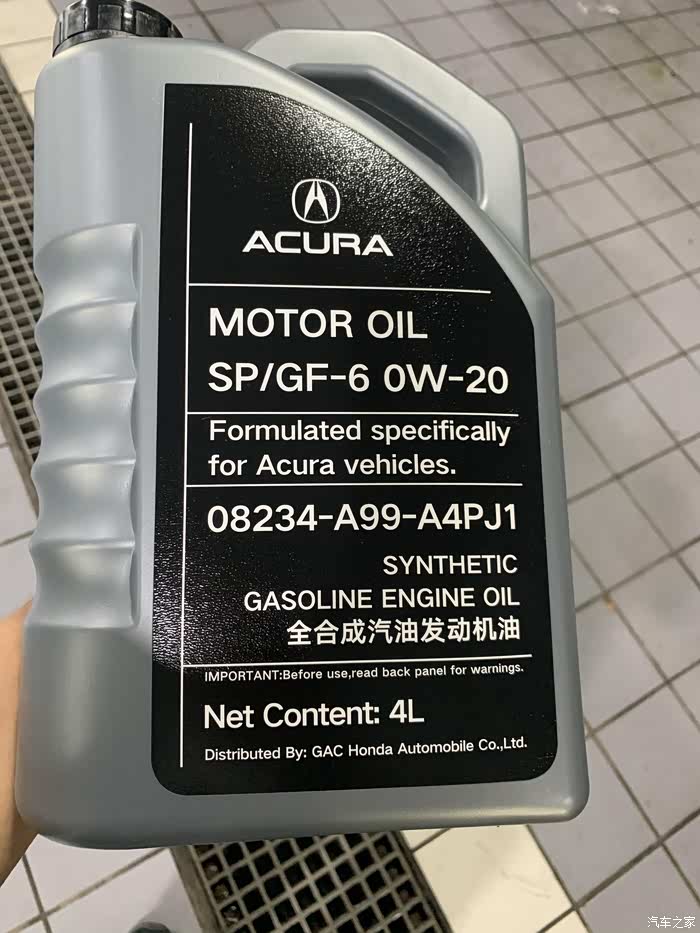 ACURA
MOTOR OIL
SP/GF-6 0W-20
Formulated specifically
for Acura vehicles.
08234-A99-A4PJ1
SYNTHETIC
GASOLINE ENGINE OIL
全合成汽油发动机油
IMPORTANT:Before use,read back panel for warnings.
Net Content: 4L
Distributed By: GAC Honda Automobile Co.,Ltd.
汽车之家